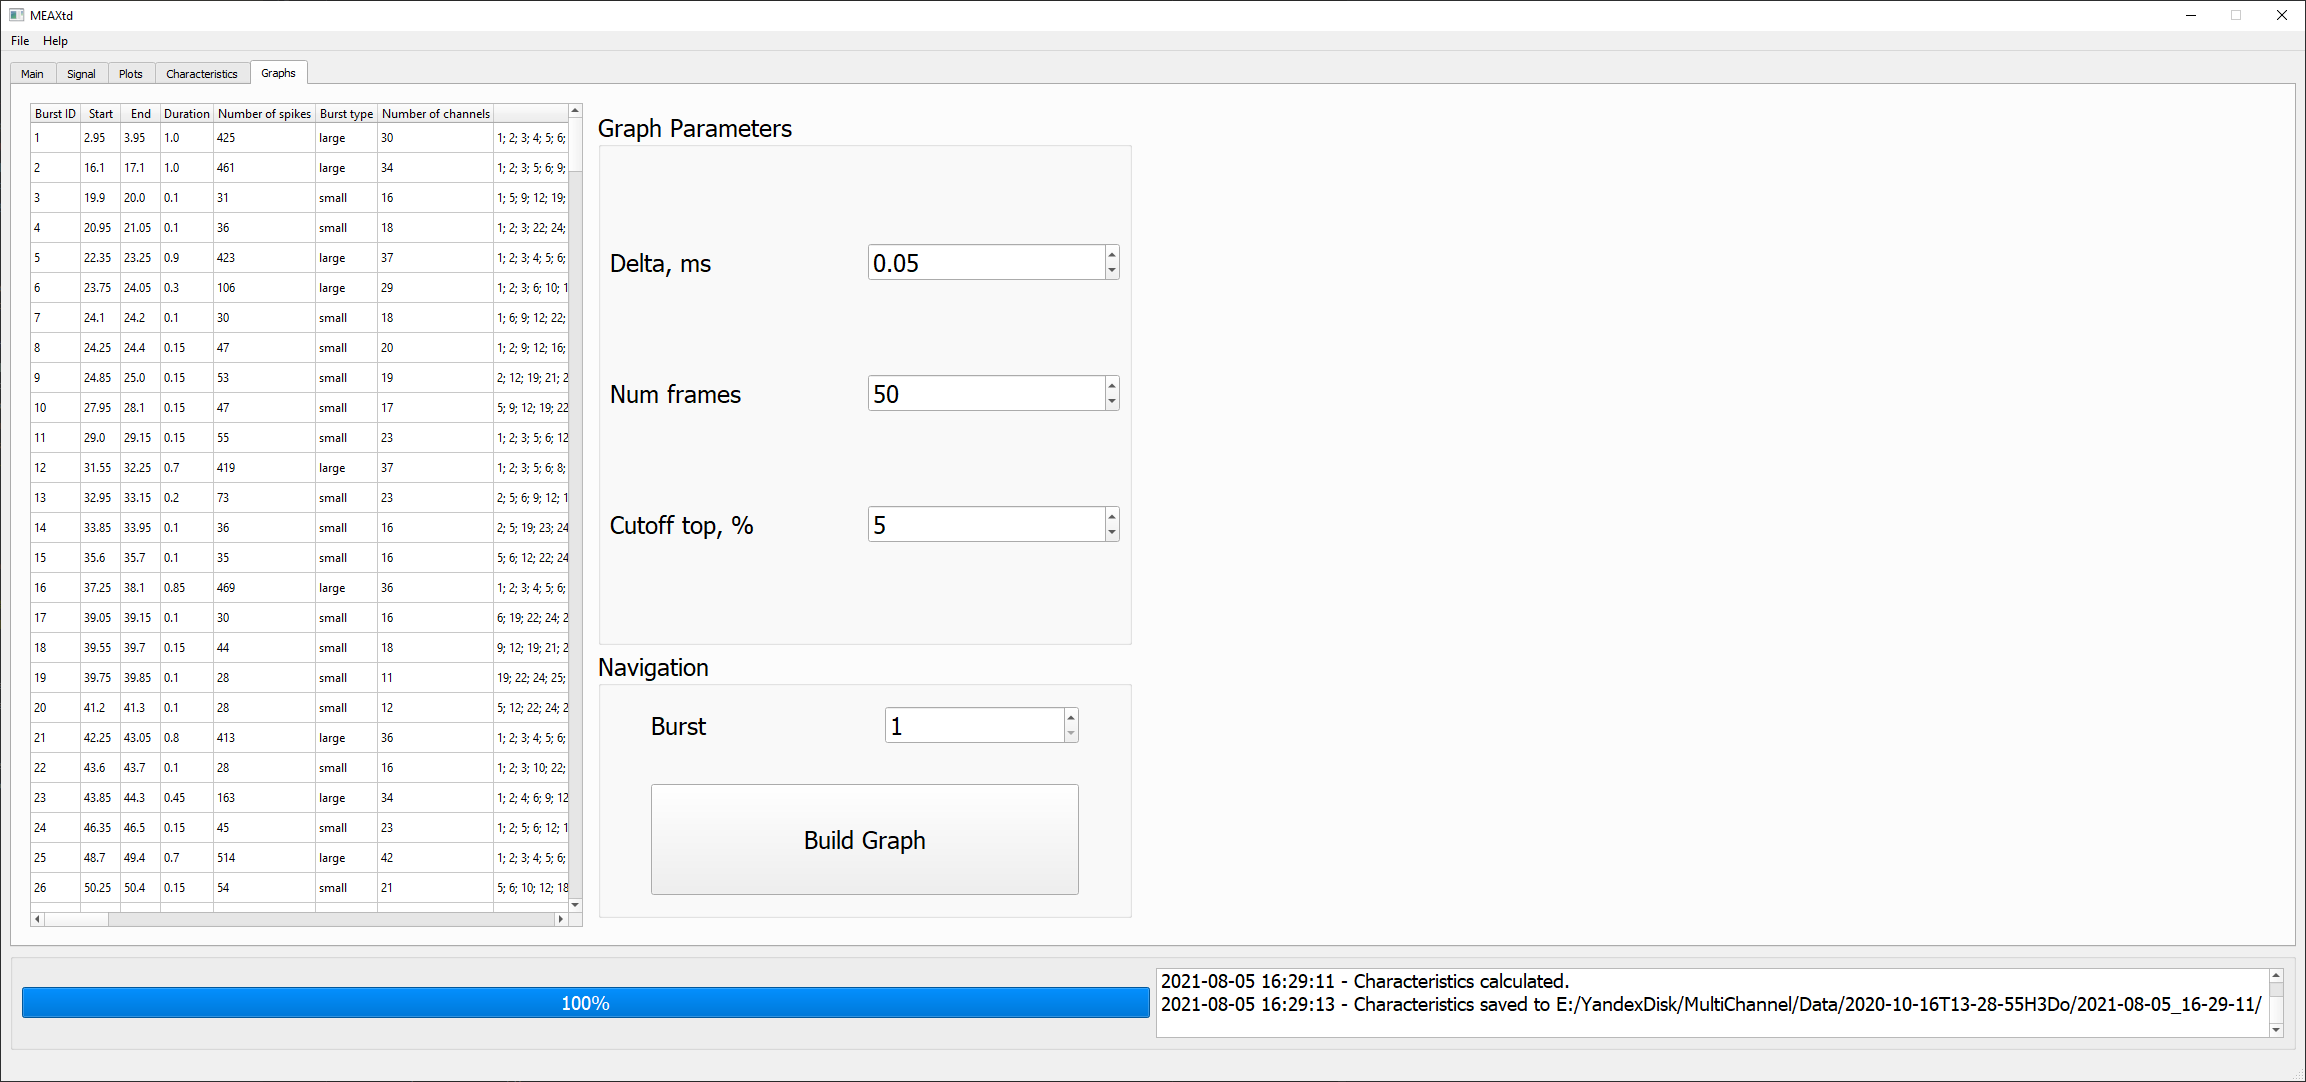 MEAXtd
File Help
Main Signal Plots Characteristics Graphs
Burst ID Start End Duration Number of spikes Burst type Number of channels
1 2.95 3.95 1.0 425 large 30 1; 2; 3; 4; 5; 6;
2 16.1 17.1 1.0 461 large 34 1; 2; 3; 5; 6; 9;
3 19.9 20.0 0.1 31 small 16 1; 5; 9; 12; 19;
4 20.95 21.05 0.1 36 small 18 1; 2; 3; 22; 24;
5 22.35 23.25 0.9 423 large 37 1; 2; 3; 4; 5; 6;
6 23.75 24.05 0.3 106 large 29 1; 2; 3; 6; 10; 1
7 24.1 24.2 0.1 30 small 18 1; 6; 9; 12; 22;
8 24.25 24.4 0.15 47 small 20 1; 2; 9; 12; 16;
9 24.85 25.0 0.15 53 small 19 2; 12; 19; 21; 2
10 27.95 28.1 0.15 47 small 17 5; 9; 12; 19; 22
11 29.0 29.15 0.15 55 small 23 1; 2; 3; 5; 6; 12
12 31.55 32.25 0.7 419 large 37 1; 2; 3; 5; 6; 8;
13 32.95 33.15 0.2 73 small 23 2; 5; 6; 9; 12; 1
14 33.85 33.95 0.1 36 small 16 2; 5; 19; 23; 24
15 35.6 35.7 0.1 35 small 16 5; 6; 12; 22; 24
16 37.25 38.1 0.85 469 large 36 1; 2; 3; 4; 5; 6;
17 39.05 39.15 0.1 30 small 16 6; 19; 22; 24; 2
18 39.55 39.7 0.15 44 small 18 9; 12; 19; 21; 2
19 39.75 39.85 0.1 28 small 11 19; 22; 24; 25;
20 41.2 41.3 0.1 28 small 12 5; 12; 22; 24; 2
21 42.25 43.05 0.8 413 large 36 1; 2; 3; 4; 5; 6;
22 43.6 43.7 0.1 28 small 16 1; 2; 3; 10; 22;
23 43.85 44.3 0.45 163 large 34 1; 2; 4; 6; 9; 12
24 46.35 46.5 0.15 45 small 23 1; 2; 5; 6; 12; 1
25 48.7 49.4 0.7 514 large 42 1; 2; 3; 4; 5; 6;
26 50.25 50.4 0.15 54 small 21 5; 6; 10; 12; 18
Graph Parameters
Delta, ms 0.05
Num frames 50
Cutoff top, % 5
Navigation
Burst 1
Build Graph
100%
2021-08-05 16:29:11 - Characteristics calculated.
2021-08-05 16:29:13 - Characteristics saved to E:/YandexDisk/MultiChannel/Data/2020-10-16T13-28-55H3Do/2021-08-05_16-29-11/